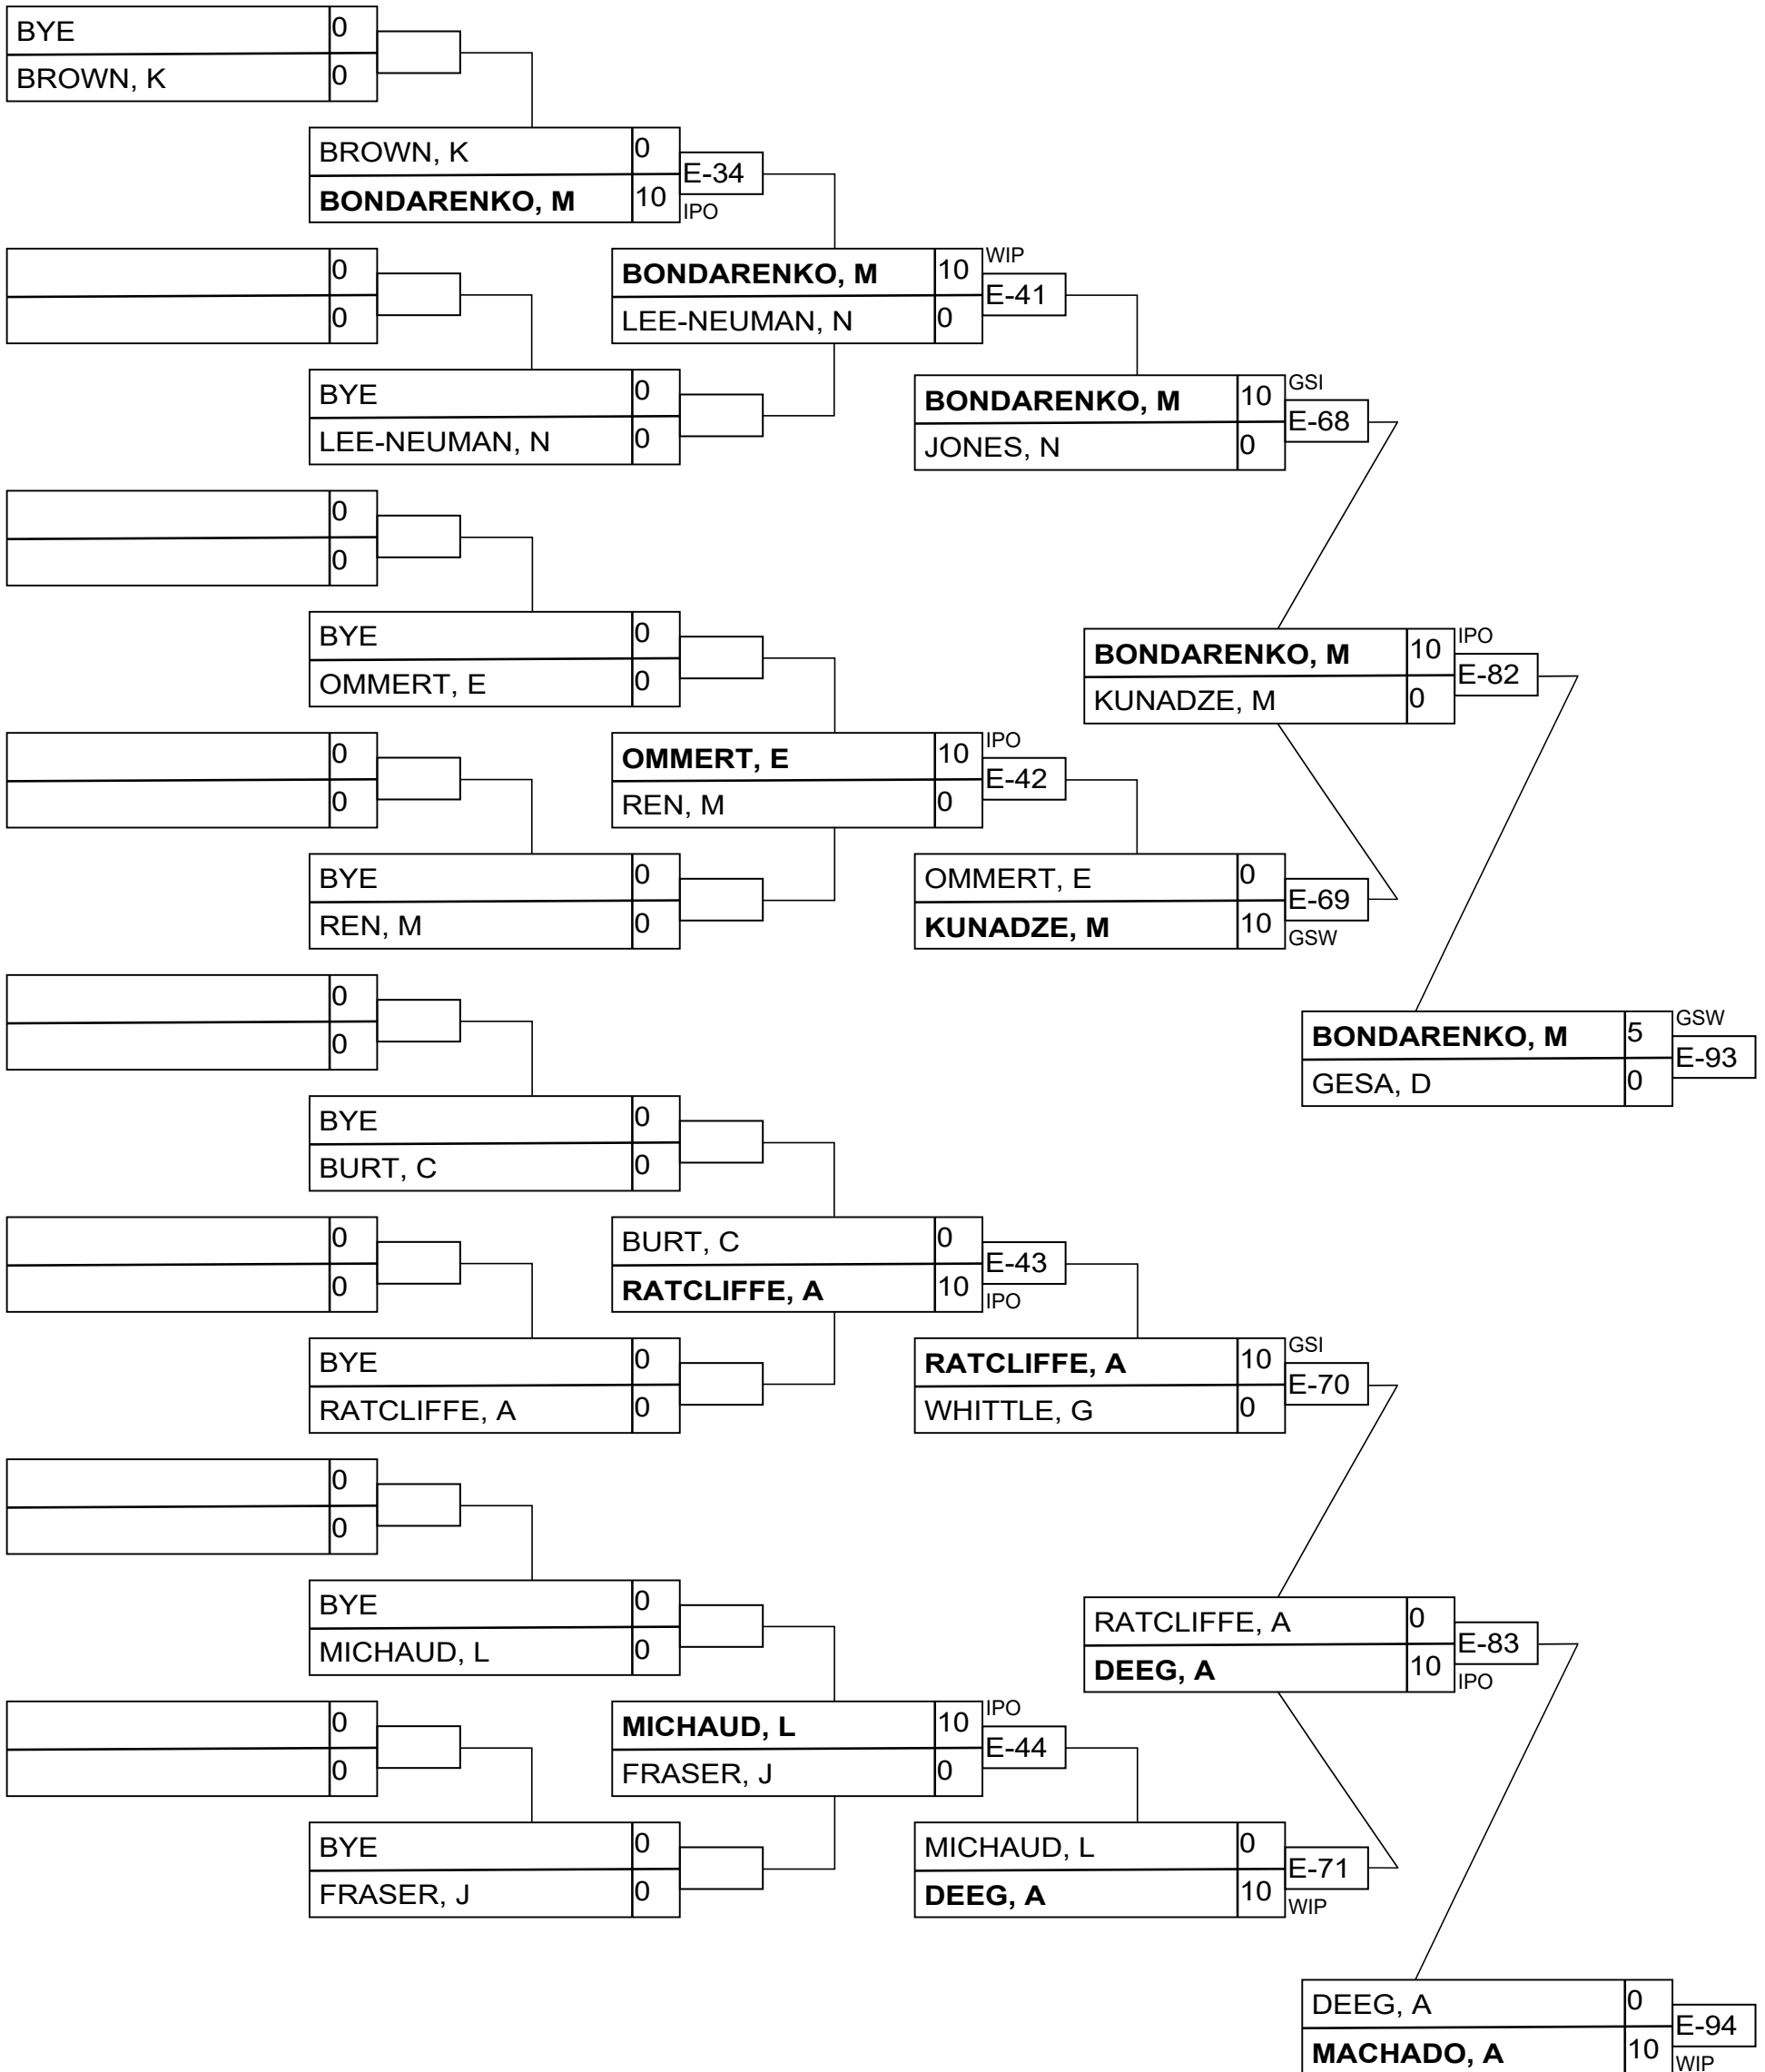 BYE 0
BROWN, K 0
BROWN, K 0
E-34
BONDARENKO, M 10
IPO
0
0
BONDARENKO, M 10
WIP
E-41
LEE-NEUMAN, N 0
BYE 0
LEE-NEUMAN, N 0
BONDARENKO, M 10
GSI
E-68
JONES, N 0
0
0
BYE 0
OMMERT, E 0
BONDARENKO, M 10
IPO
E-82
KUNADZE, M 0
0
0
OMMERT, E 10
IPO
E-42
REN, M 0
BYE 0
REN, M 0
OMMERT, E 0
E-69
KUNADZE, M 10
GSW
0
0
BONDARENKO, M 5
GSW
E-93
GESA, D 0
BYE 0
BURT, C 0
0
0
BURT, C 0
E-43
RATCLIFFE, A 10
IPO
BYE 0
RATCLIFFE, A 0
RATCLIFFE, A 10
GSI
E-70
WHITTLE, G 0
0
0
BYE 0
MICHAUD, L 0
RATCLIFFE, A 0
E-83
DEEG, A 10
IPO
0
0
MICHAUD, L 10
IPO
E-44
FRASER, J 0
BYE 0
FRASER, J 0
MICHAUD, L 0
E-71
DEEG, A 10
WIP
DEEG, A 0
E-94
MACHADO, A 10
WIP